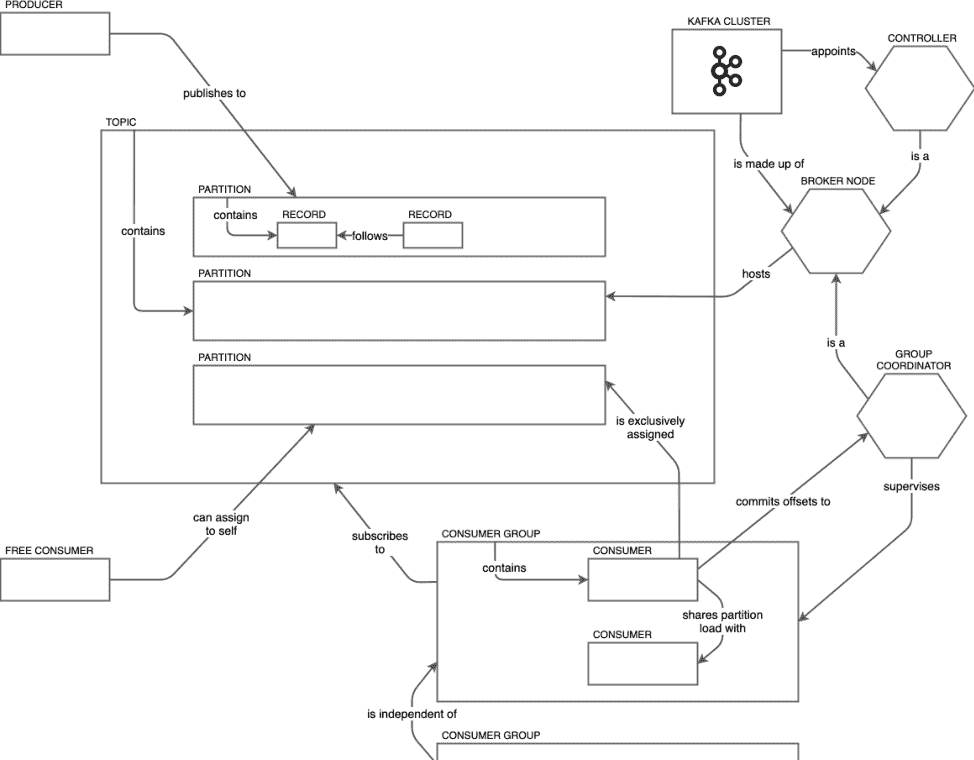 PRODUCER
KAFKA CLUSTER
CONTROLLER
appoints
publishes to
TOPIC
is made up of
is a
BROKER NODE
PARTITION
contains
RECORD
RECORD
follows
contains
PARTITION
hosts
is a
PARTITION
GROUP
COORDINATOR
is exclusively
assigned
supervises
commits offsets to
can assign
to self
subscribes
to
CONSUMER GROUP
FREE CONSUMER
CONSUMER
contains
shares partition
load with
CONSUMER
is independent of
CONSUMER GROUP